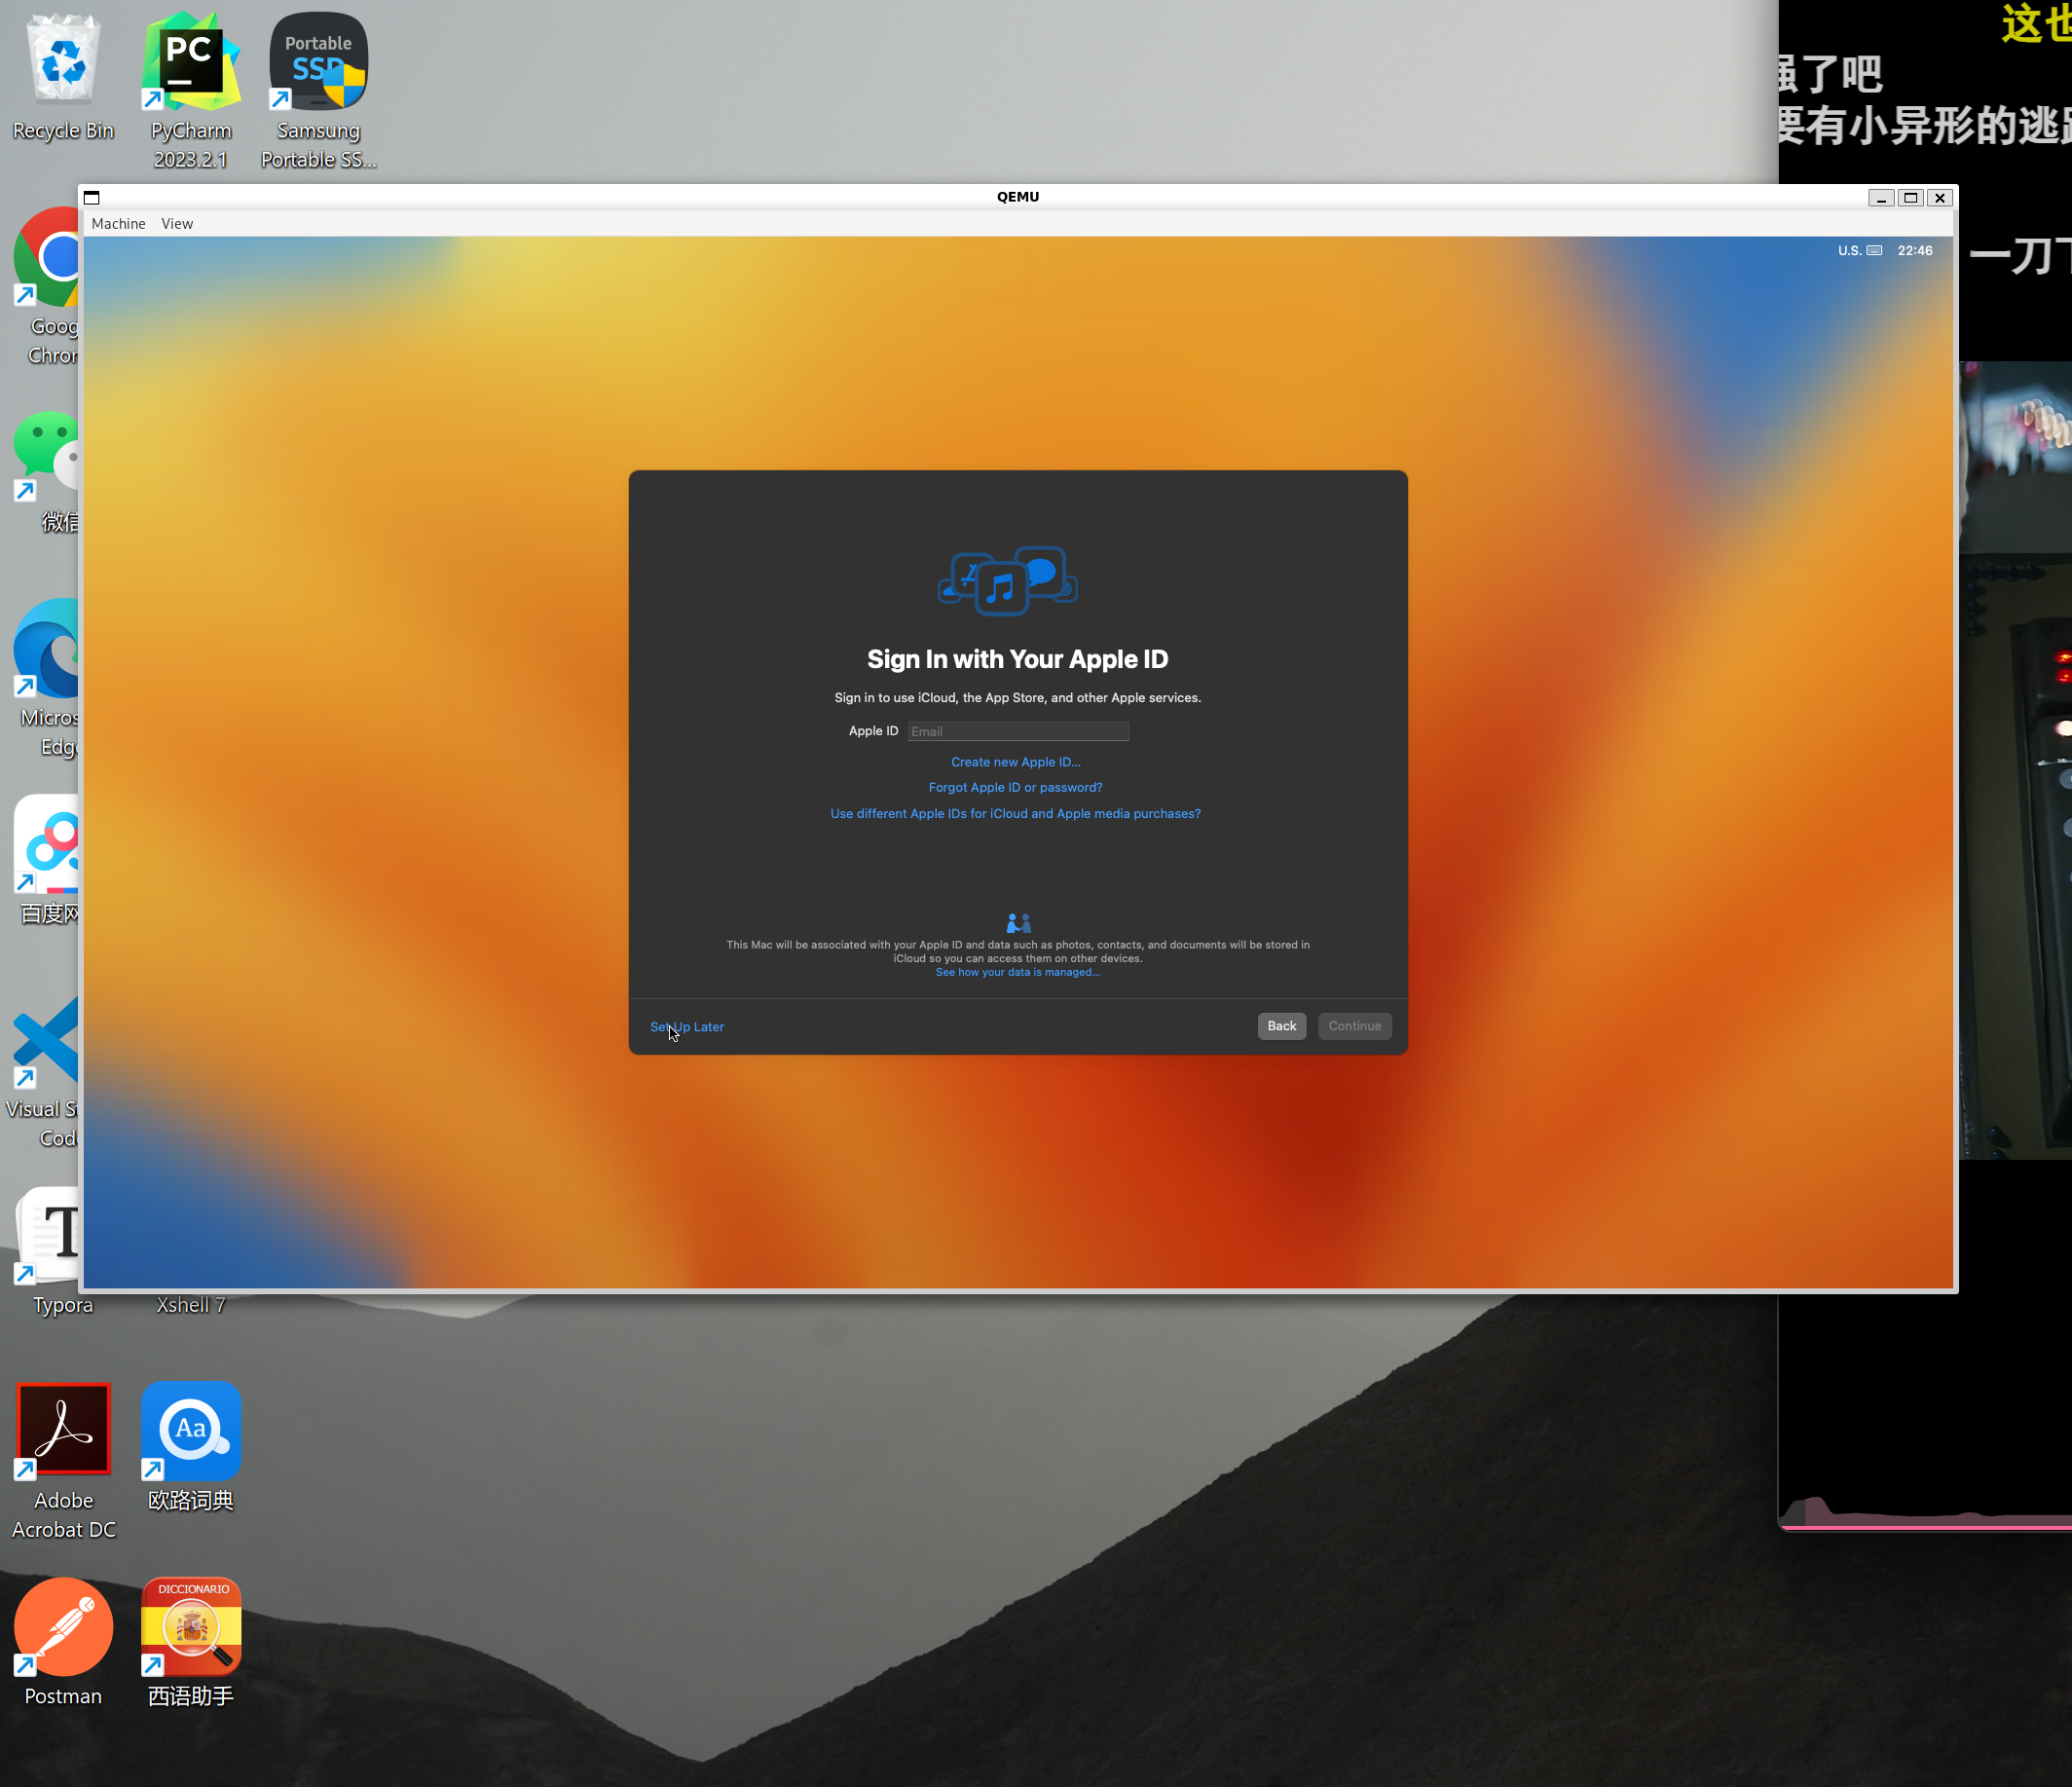 Recycle Bin
PC
PyCharm
2023.2.1
Portable
SSD
Samsung
Portable SS...
这也
强了吧
要有小异形的逃跑
一刀下
QEMU
Machine View
U.S. 22:46
Goog
Chror
微信
Micros
Edge
百度网
Visual St
Code
T
Typora
Xshell 7
Sign In with Your Apple ID
Sign in to use iCloud, the App Store, and other Apple services.
Apple ID Email
Create new Apple ID...
Forgot Apple ID or password?
Use different Apple IDs for iCloud and Apple media purchases?
This Mac will be associated with your Apple ID and data such as photos, contacts, and documents will be stored in
iCloud so you can access them on other devices.
See how your data is managed...
Set Up Later
Back
Continue
Adobe
Acrobat DC
Aa
欧路词典
Postman
DICCIONARIO
西语助手